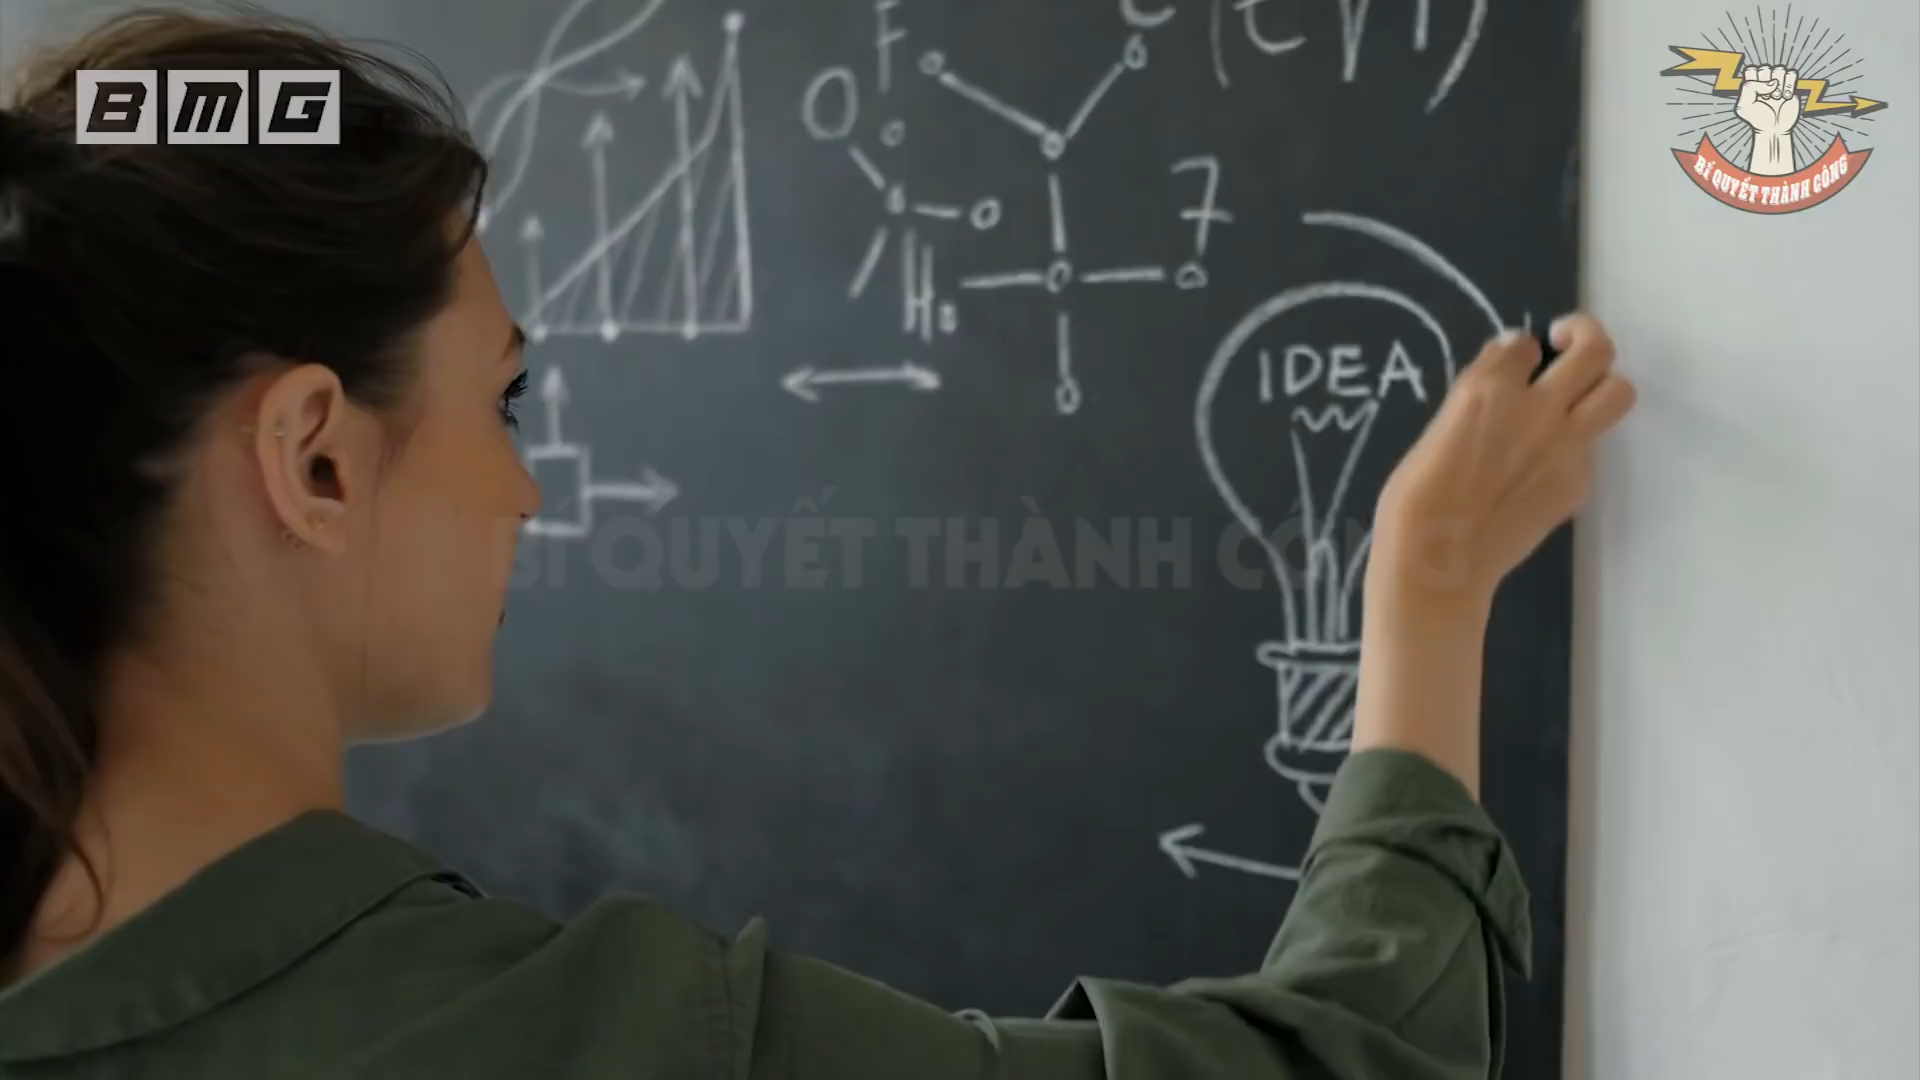 BMG
BÍ QUYẾT THÀNH CÔNG
F
O
7
H
IDEA
BÍ QUYẾT THÀNH CÔNG